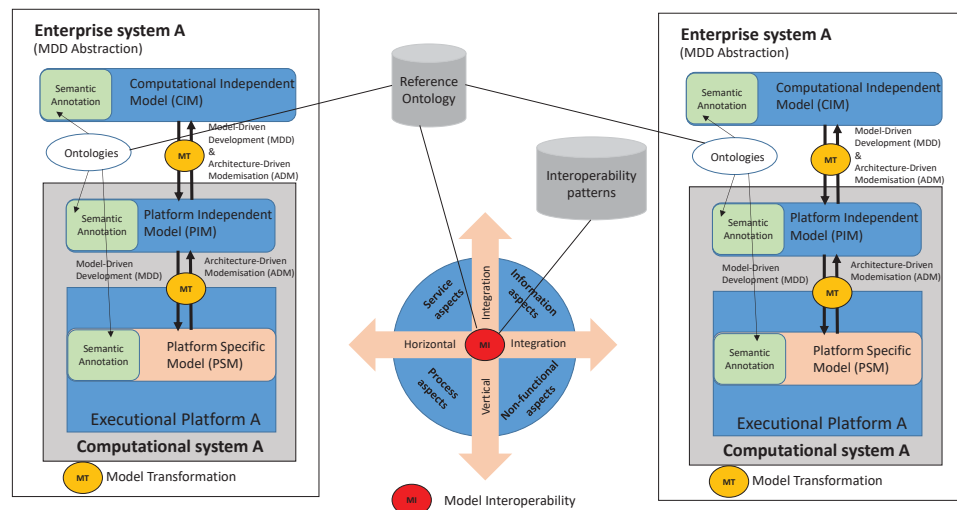 Enterprise system A
(MDD Abstraction)
Semantic
Annotation
Computational Independent
Model (CIM)
Ontologies
MT
Model-Driven
Development (MDD)
&
Architecture-Driven
Modemisation (ADM)
Semantic
Annotation
Platform Independent
Model (PIM)
Model-Driven
Development (MDD)
MT
Architecture-Driven
Modemisation (ADM)
Semantic
Annotation
Platform Specific
Model (PSM)
Executional Platform A
Computational system A
MT Model Transformation
Reference
Ontology
Interoperability
patterns
Service
aspects
Integration
Information
aspects
Horizontal
MI
Integration
Process
aspects
Vertical
Non-functional
aspects
MI Model Interoperability
Enterprise system A
(MDD Abstraction)
Semantic
Annotation
Computational Independent
Model (CIM)
Ontologies
MT
Model-Driven
Development (MDD)
&
Architecture-Driven
Modemisation (ADM)
Semantic
Annotation
Platform Independent
Model (PIM)
Model-Driven
Development (MDD)
MT
Architecture-Driven
Modemisation (ADM)
Semantic
Annotation
Platform Specific
Model (PSM)
Executional Platform A
Computational system A
MT Model Transformation